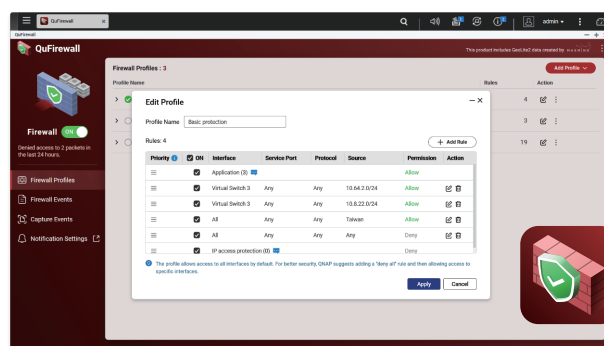 QuFirewall
admin
QuFirewall
QuFirewall
This product includes GeoLite2 data created by MAXMIND
Firewall Profiles : 3
Add Profile
Profile Name
Rules
Action
Edit Profile
4
Profile Name
Basic protection
3
Rules: 4
+ Add Rule
19
Firewall ON
Denied access to 2 packets in
the last 24 hours.
Firewall Profiles
Firewall Events
Capture Events
Notification Settings
Priority ON Interface Service Port Protocol Source Permission Action
Application (3) Allow
Virtual Switch 3 Any Any 10.64.2.0/24 Allow
Virtual Switch 3 Any Any 10.8.22.0/24 Allow
All Any Any Taiwan Allow
All Any Any Any Deny
IP access protection (0) Deny
The profile allows access to all interfaces by default. For better security, QNAP suggests adding a "deny all" rule and then allowing access to
specific interfaces.
Apply
Cancel